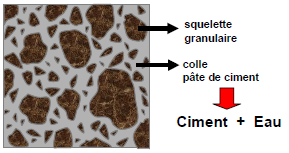 squelette
granulaire
colle
pâte de ciment
Ciment + Eau